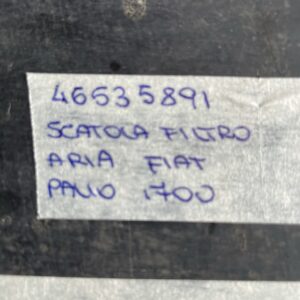 46535891
SCATOLA FILTRO
ARIA FIAT
PALIO 1700